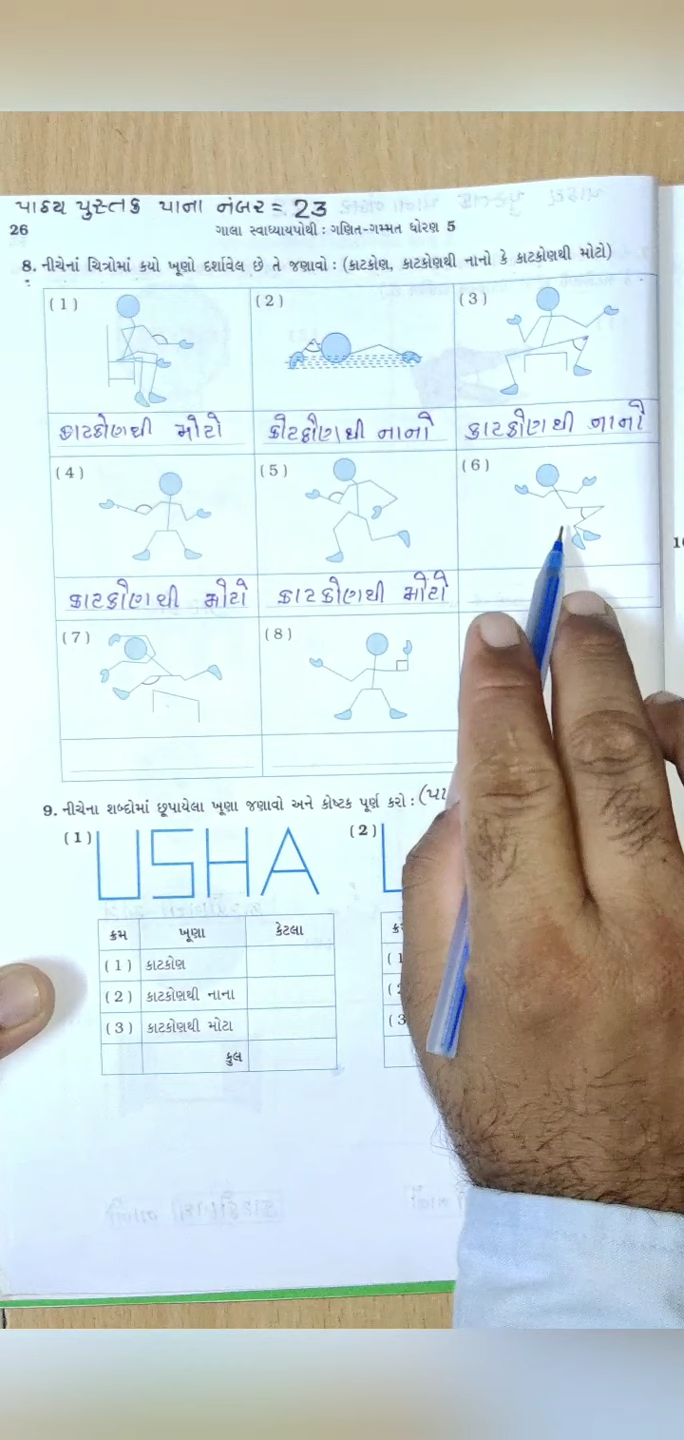 પાઠ્ય પુસ્તક પાના નંબર = 23
26 ગાલા સ્વાધ્યાયપોથી : ગણિત-ગમ્મત ધોરણ 5
8. નીચેનાં ચિત્રોમાં કયો ખૂણો દર્શાવેલ છે તે જણાવો : (કાટકોણ, કાટકોણથી નાનો કે કાટકોણથી મોટો)
(1) (2) (3)
કાટકોણથી મોટો કાટકોણથી નાનો કાટકોણથી નાનો
(4) (5) (6)
કાટકોણથી મોટો કાટકોણથી મોટો
(7) (8)
9. નીચેના શબ્દોમાં છૂપાયેલા ખૂણા જણાવો અને કોષ્ટક પૂર્ણ કરો : (પા
(1) USHA (2)
ક્રમ ખૂણા કેટલા
(1) કાટકોણ
(2) કાટકોણથી નાના
(3) કાટકોણથી મોટા
કુલ